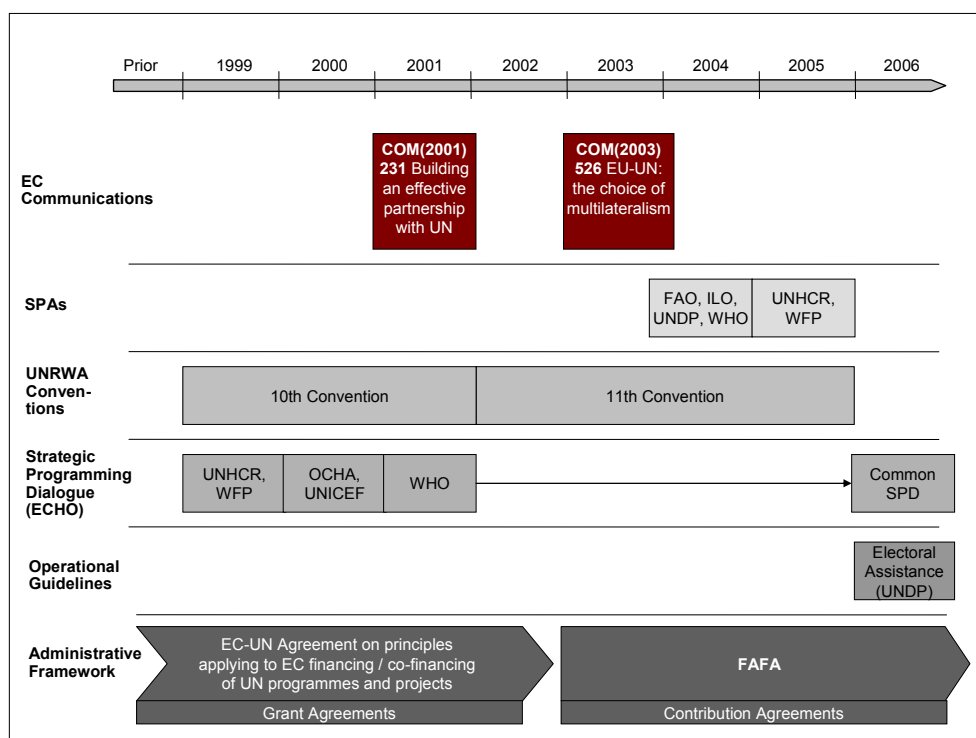 Prior 1999 2000 2001 2002 2003 2004 2005 2006
EC
Communications
COM(2001)
231 Building
an effective
partnership
with UN
COM(2003)
526 EU-UN:
the choice of
multilateralism
SPAs
FAO, ILO,
UNDP, WHO
UNHCR,
WFP
UNRWA
Conven-
tions
10th Convention
11th Convention
Strategic
Programming
Dialogue
(ECHO)
UNHCR,
WFP
OCHA,
UNICEF
WHO
Common
SPD
Operational
Guidelines
Electoral
Assistance
(UNDP)
Administrative
Framework
EC-UN Agreement on principles
applying to EC financing / co-financing
of UN programmes and projects
FAFA
Grant Agreements
Contribution Agreements